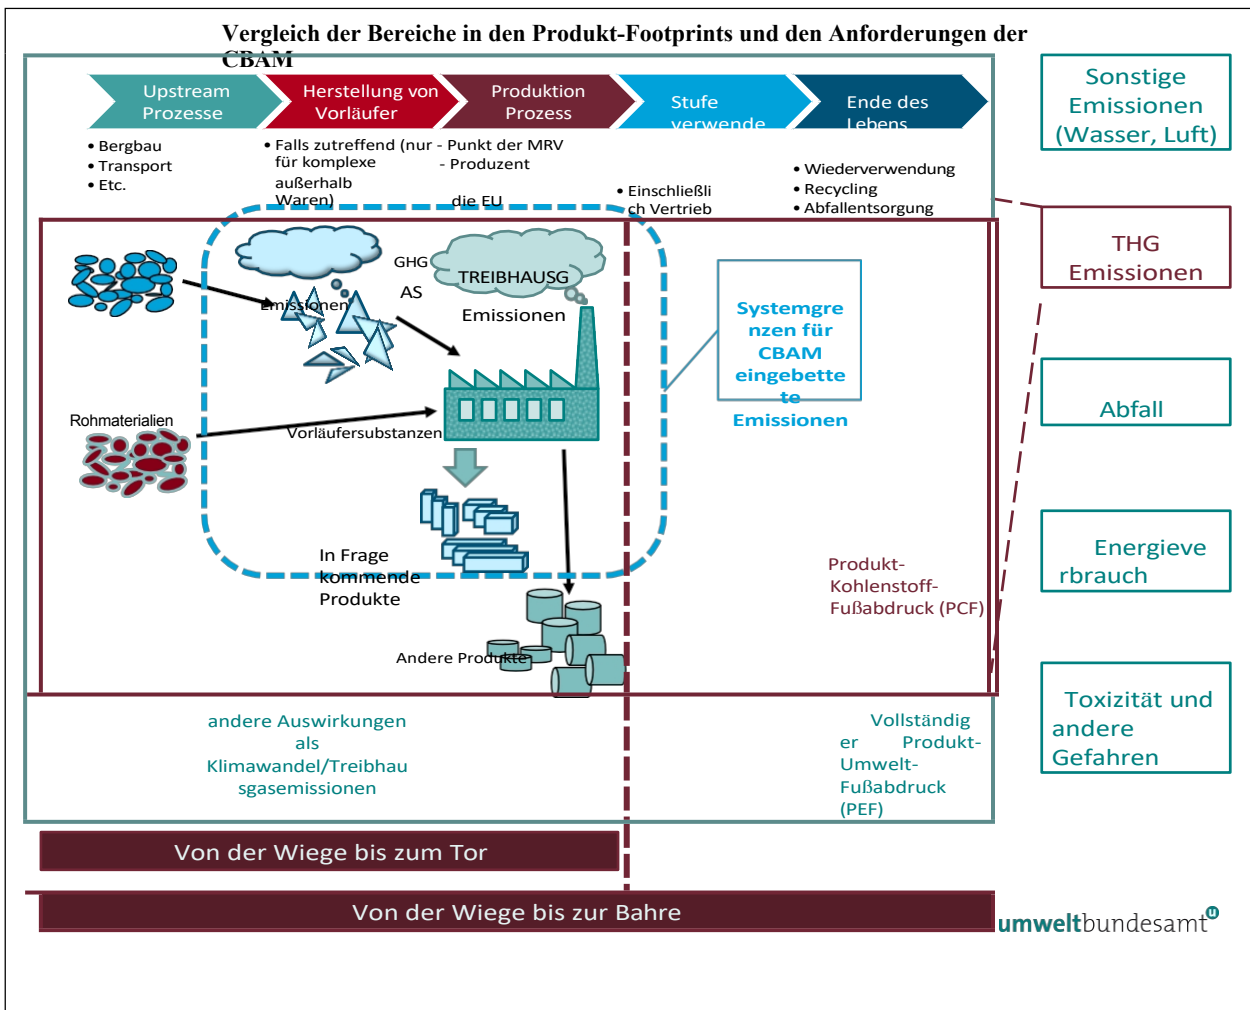 Vergleich der Bereiche in den Produkt-Footprints und den Anforderungen der
CBAM
Upstream
Prozesse
Herstellung von
Vorläufer
Produktion
Prozess
Stufe
verwende
Ende des
Lebens
• Bergbau
• Transport
• Etc.
• Falls zutreffend (nur
für komplexe
außerhalb
Waren)
- Punkt der MRV
- Produzent
die EU
• Einschließli
ch Vertrieb
• Wiederverwendung
• Recycling
• Abfallentsorgung
Sonstige
Emissionen
(Wasser, Luft)
THG
Emissionen
Abfall
Energieve
rbrauch
Toxizität und
andere
Gefahren
GHG
AS
Emissionen
TREIBHAUSG
Emissionen
Systemgre
nzen für
CBAM
eingebette
te
Emissionen
Rohmaterialien
Vorläufersubstanzen
In Frage
kommende
Produkte
Andere Produkte
Produkt-
Kohlenstoff-
Fußabdruck (PCF)
andere Auswirkungen
als
Klimawandel/Treibhau
sgasemissionen
Vollständig
er Produkt-
Umwelt-
Fußabdruck
(PEF)
Von der Wiege bis zum Tor
Von der Wiege bis zur Bahre
umweltbundesamt u